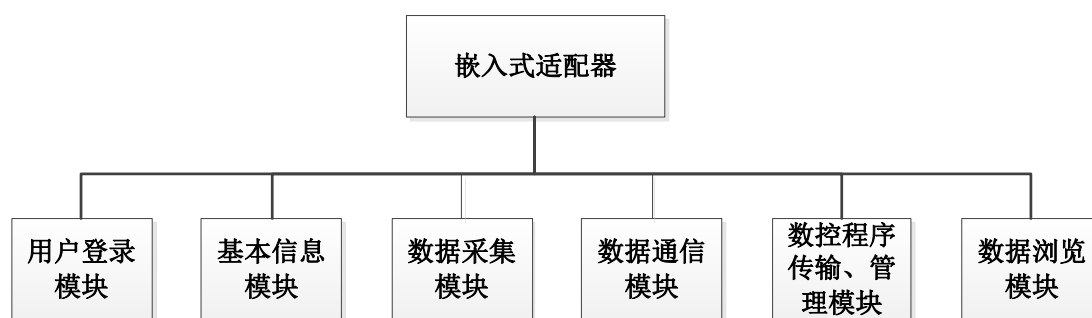 嵌入式适配器
用户登录
模块
基本信息
模块
数据采集
模块
数据通信
模块
数控程序
传输、管
理模块
数据浏览
模块